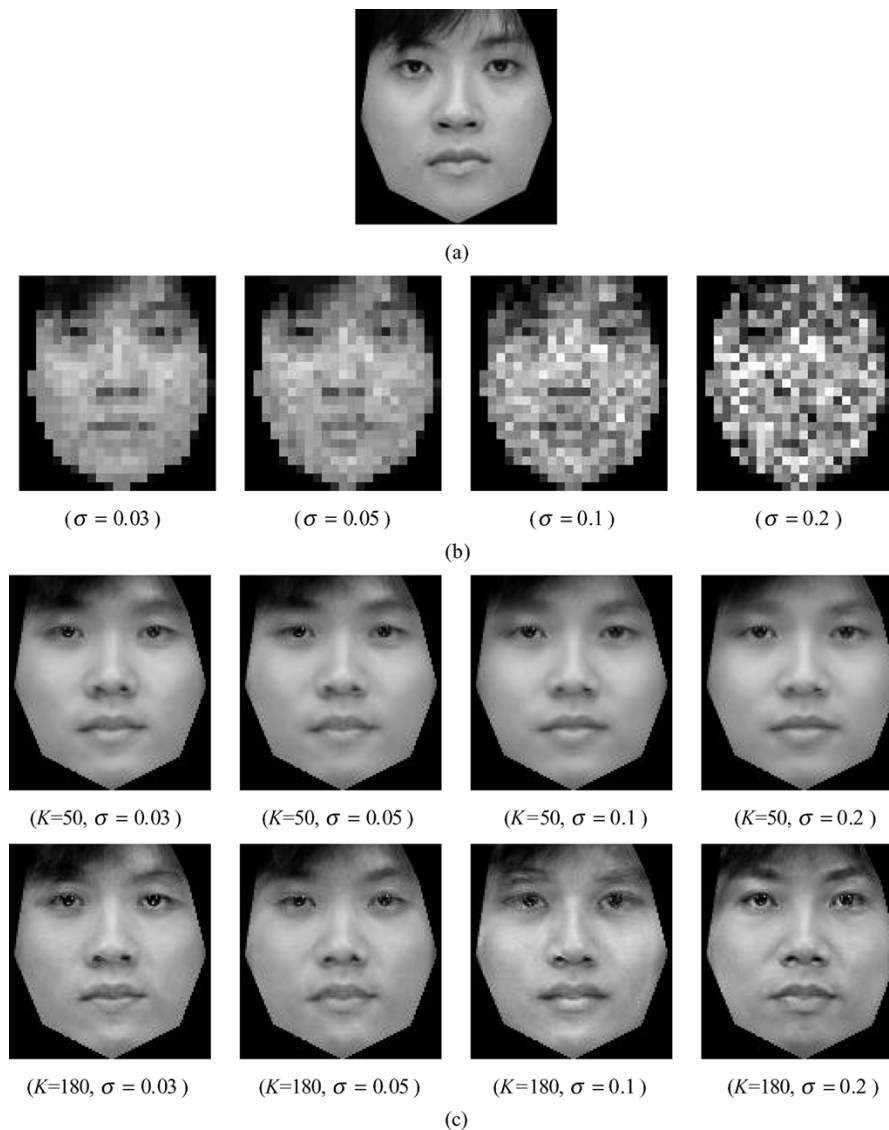 (a)
(σ = 0.03) (σ = 0.05) (σ = 0.1) (σ = 0.2)
(b)
(K=50, σ = 0.03) (K=50, σ = 0.05) (K=50, σ = 0.1) (K=50, σ = 0.2)
(K=180, σ = 0.03) (K=180, σ = 0.05) (K=180, σ = 0.1) (K=180, σ = 0.2)
(c)